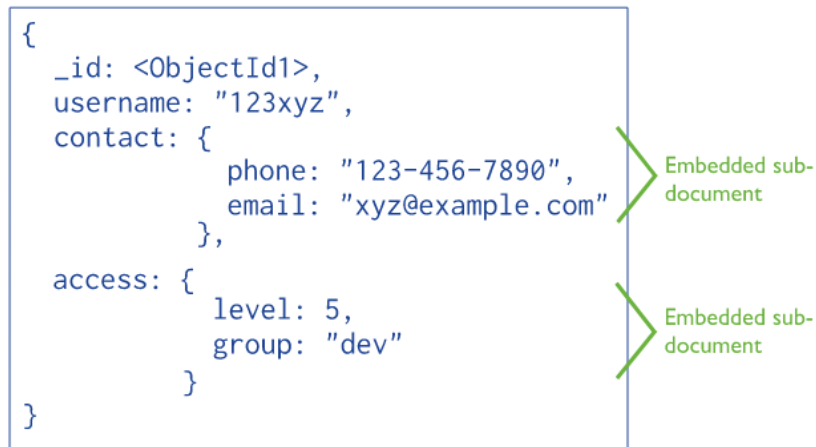 {
_id: <ObjectId1>,
username: "123xyz",
contact: {
phone: "123-456-7890",
email: "xyz@example.com"
},
Embedded sub-
document
access: {
level: 5,
group: "dev"
}
Embedded sub-
document
}